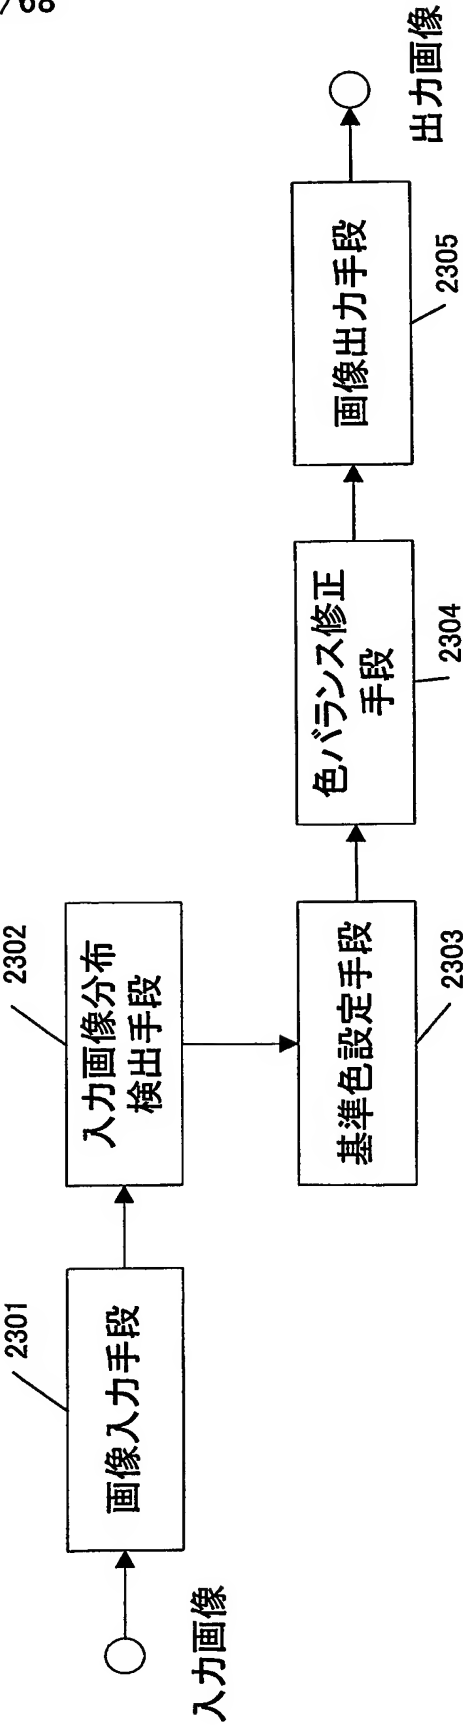 /68
入力画像
画像入力手段
2301
入力画像分布
検出手段
2302
基準色設定手段
2303
色バランス修正
手段
2304
画像出力手段
2305
出力画像